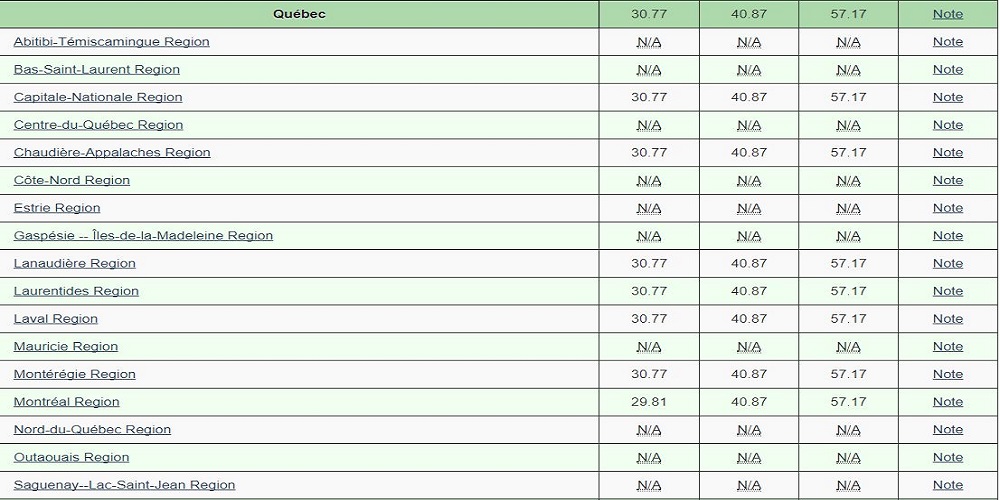 Québec 30.77 40.87 57.17 Note
Abitibi-Témiscamingue Region N/A N/A N/A Note
Bas-Saint-Laurent Region N/A N/A N/A Note
Capitale-Nationale Region 30.77 40.87 57.17 Note
Centre-du-Québec Region N/A N/A N/A Note
Chaudière-Appalaches Region 30.77 40.87 57.17 Note
Côte-Nord Region N/A N/A N/A Note
Estrie Region N/A N/A N/A Note
Gaspésie -- Îles-de-la-Madeleine Region N/A N/A N/A Note
Lanaudière Region 30.77 40.87 57.17 Note
Laurentides Region 30.77 40.87 57.17 Note
Laval Region 30.77 40.87 57.17 Note
Mauricie Region N/A N/A N/A Note
Montérégie Region 30.77 40.87 57.17 Note
Montréal Region 29.81 40.87 57.17 Note
Nord-du-Québec Region N/A N/A N/A Note
Outaouais Region N/A N/A N/A Note
Saguenay--Lac-Saint-Jean Region N/A N/A N/A Note